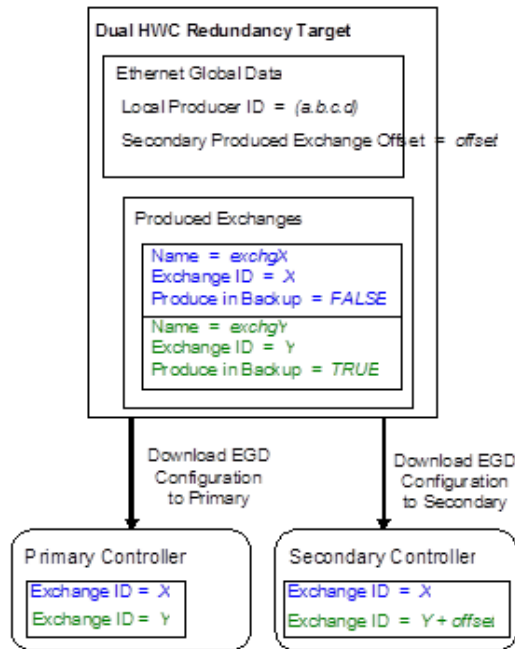 Dual HWC Redundancy Target
Ethernet Global Data
Local Producer ID = (a.b.c.d)
Secondary Produced Exchange Offset = offset
Produced Exchanges
Name = exchgX
Exchange ID = X
Produce in Backup = FALSE
Name = exchgY
Exchange ID = Y
Produce in Backup = TRUE
Download EGD
Configuration
to Primary
Download EGD
Configuration
to Secondary
Primary Controller
Exchange ID = X
Exchange ID = Y
Secondary Controller
Exchange ID = X
Exchange ID = Y + offset